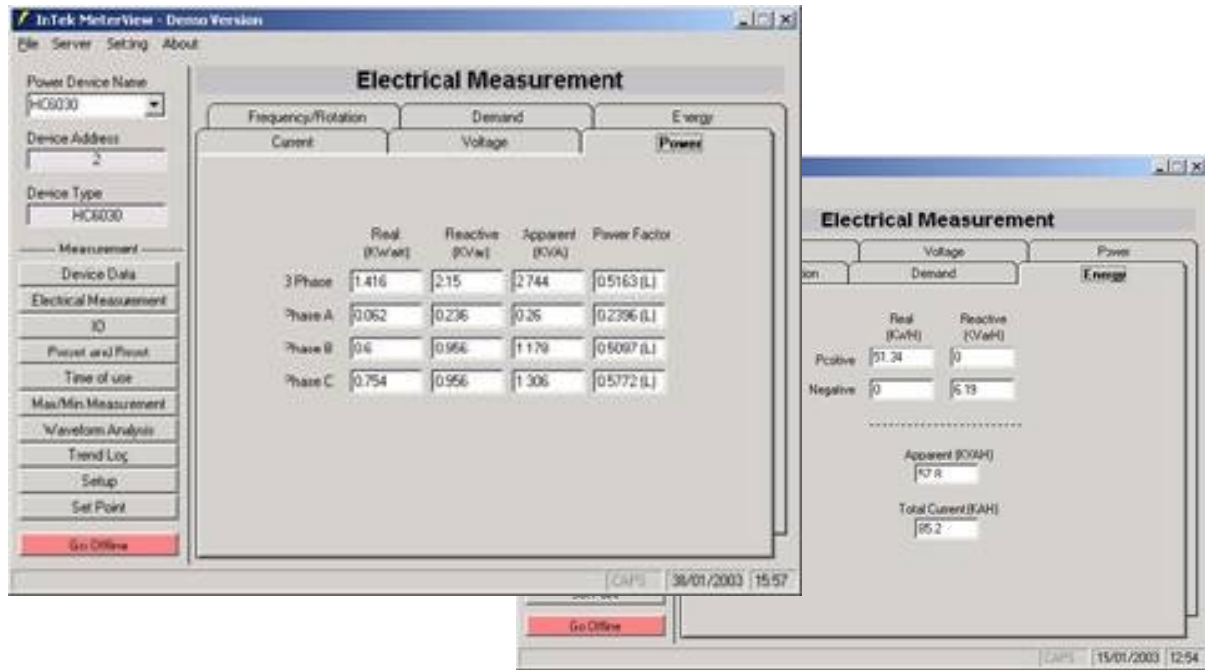 InTek MeterView - Demo Version
File Server Setting About
Power Device Name
HC6030
Device Address
2
Device Type
HC6030
Measurement
Device Data
Electrical Measurement
IO
Preset and Reset
Time of use
Max/Min Measurement
Waveform Analysis
Trend Log
Setup
Set Point
Go Offline
Electrical Measurement
Frequency/Rotation Demand Energy
Current Voltage Power
Real Reactive Apparent Power Factor
(KWatt) (KVar) (KVA)
3 Phase 1.416 2.15 2.744 0.5163 (L)
Phase A 0.062 0.236 0.26 0.2396 (L)
Phase B 0.6 0.956 1.179 0.5097 (L)
Phase C 0.754 0.956 1.306 0.5772 (L)
CAPS 15:57
Electrical Measurement
Voltage Power
Demand Energy
Real Reactive
(KwH) (KVarH)
Positive 51.34 0
Negative 0 6.19
Apparent (KVAH)
57.8
Total Current (KAH)
85.2
Go Offline
CAPS 15/01/2003 12:54